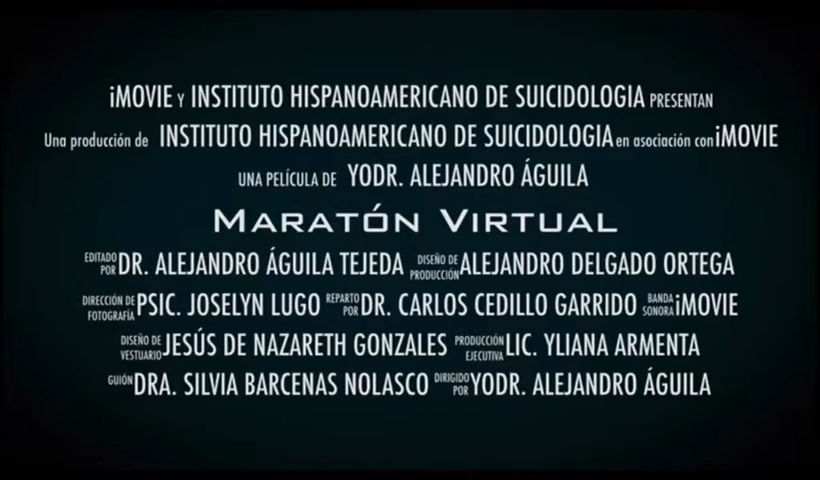 iMOVIE Y INSTITUTO HISPANOAMERICANO DE SUICIDOLOGIA PRESENTAN
Una producción de INSTITUTO HISPANOAMERICANO DE SUICIDOLOGIA en asociación con iMOVIE
UNA PELÍCULA DE YODR. ALEJANDRO ÁGUILA
MARATÓN VIRTUAL
EDITADO POR DR. ALEJANDRO ÁGUILA TEJEDA DISEÑO DE PRODUCCIÓN ALEJANDRO DELGADO ORTEGA
DIRECCIÓN DE FOTOGRAFÍA PSIC. JOSELYN LUGO REPARTO POR DR. CARLOS CEDILLO GARRIDO BANDA SONORA iMOVIE
DISEÑO DE VESTUARIO JESÚS DE NAZARETH GONZALES PRODUCCIÓN EJECUTIVA LIC. YLIANA ARMENTA
GUIÓN DRA. SILVIA BARCENAS NOLASCO DIRIGIDO POR YODR. ALEJANDRO ÁGUILA